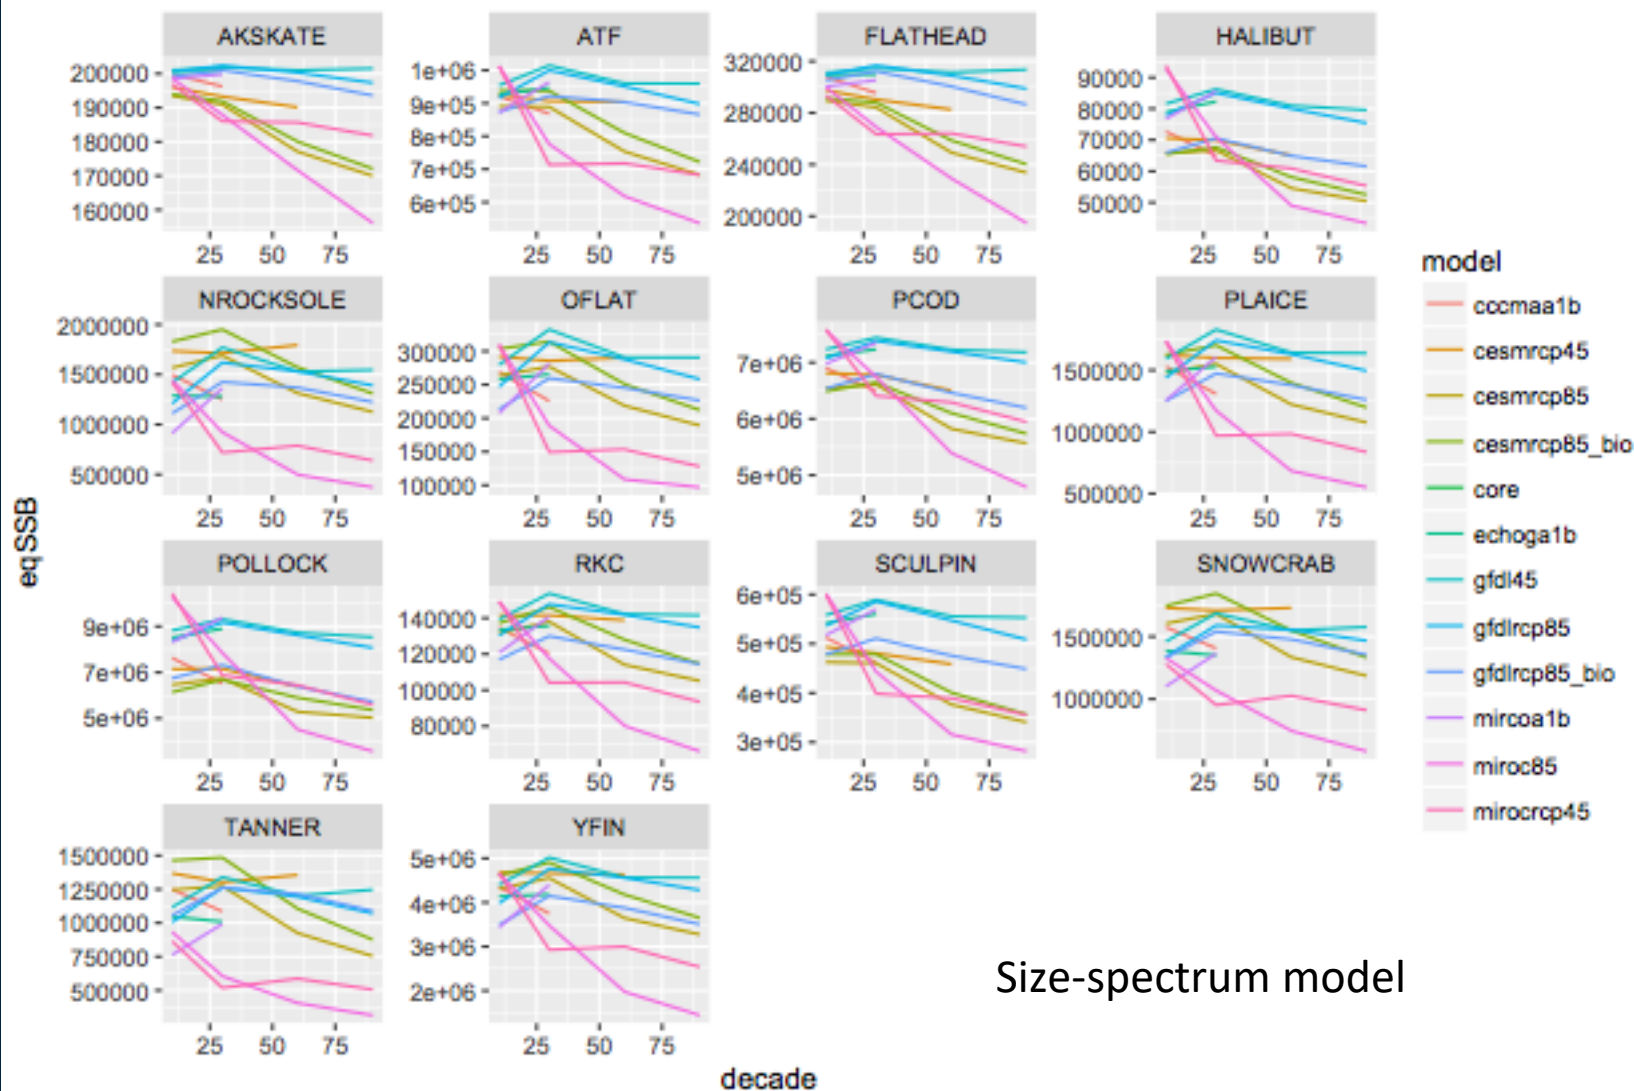 AKSKATE ATF FLATHEAD HALIBUT
200000
190000
180000
170000
160000
25 50 75
1e+06
9e+05
8e+05
7e+05
6e+05
25 50 75
320000
280000
240000
200000
25 50 75
90000
80000
70000
60000
50000
25 50 75
NROCKSOLE OFLAT PCOD PLAICE
2000000
1500000
1000000
500000
25 50 75
300000
250000
200000
150000
100000
25 50 75
7e+06
6e+06
5e+06
25 50 75
1500000
1000000
500000
25 50 75
POLLOCK RKC SCULPIN SNOWCRAB
9e+06
7e+06
5e+06
25 50 75
140000
120000
100000
80000
25 50 75
6e+05
5e+05
4e+05
3e+05
25 50 75
1500000
1000000
25 50 75
TANNER YFIN
1500000
1250000
1000000
750000
500000
25 50 75
5e+06
4e+06
3e+06
2e+06
25 50 75
eqSSB
decade
model
cccmaa1b
cesmrcp45
cesmrcp85
cesmrcp85_bio
core
echoga1b
gfdl45
gfdlrcp85
gfdlrcp85_bio
mircoa1b
miroc85
mirocrcp45
Size-spectrum model